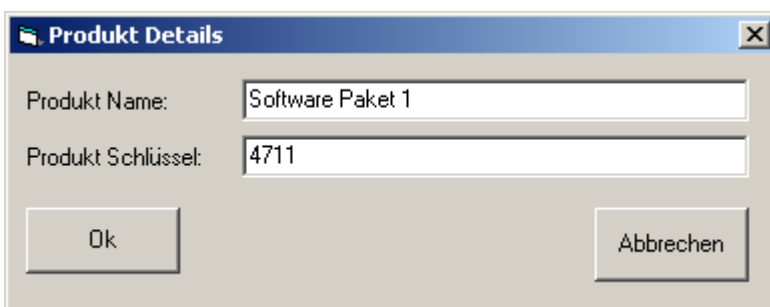 Produkt Details
Produkt Name: Software Paket 1
Produkt Schlüssel: 4711
Ok Abbrechen